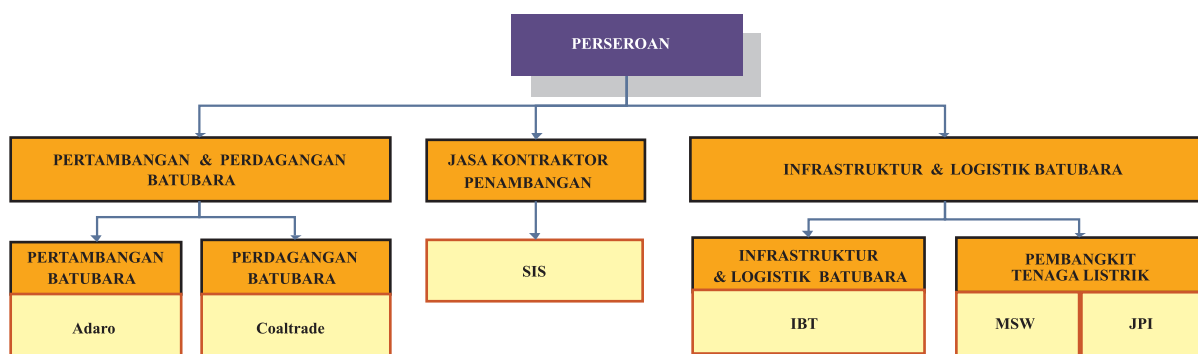 PERSEROAN
PERTAMBANGAN & PERDAGANGAN
BATUBARA
JASA KONTRAKTOR
PENAMBANGAN
INFRASTRUKTUR & LOGISTIK BATUBARA
PERTAMBANGAN
BATUBARA
PERDAGANGAN
BATUBARA
SIS
INFRASTRUKTUR
& LOGISTIK BATUBARA
PEMBANGKIT
TENAGA LISTRIK
Adaro
Coaltrade
IBT
MSW
JPI